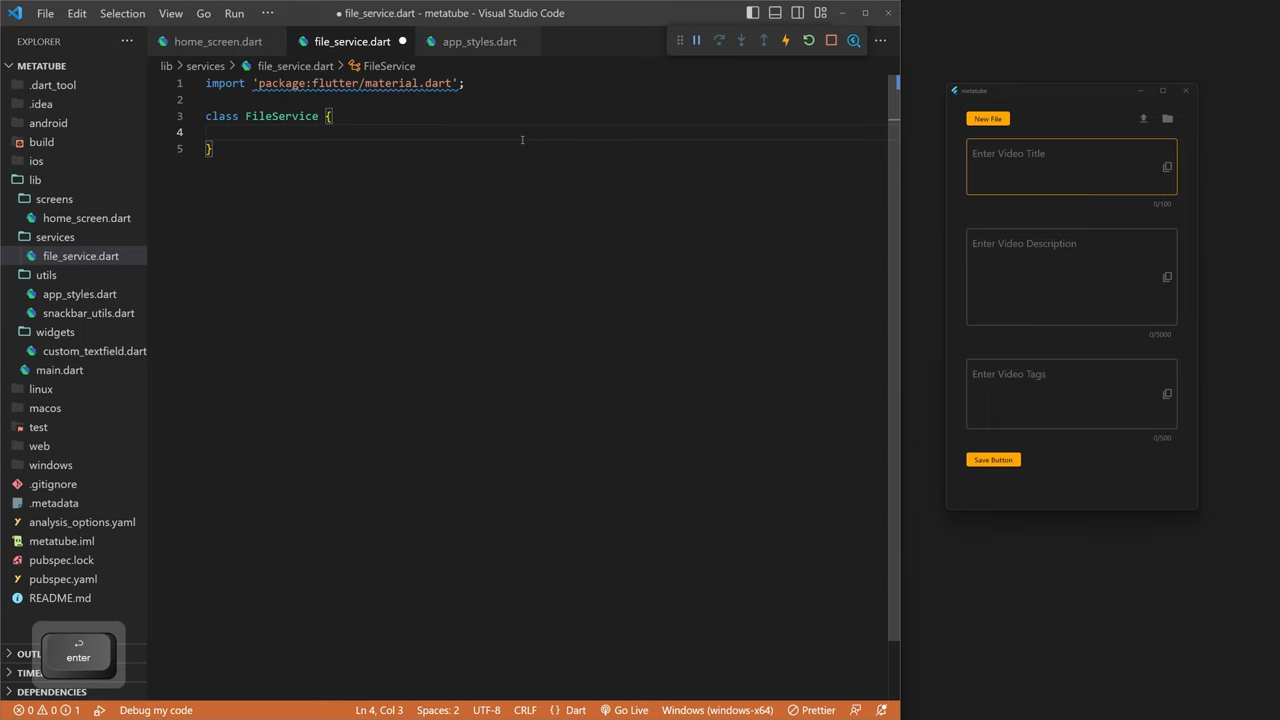 File Edit Selection View Go Run ··· ● file_service.dart - metatube - Visual Studio Code
EXPLORER ···
home_screen.dart file_service.dart ● app_styles.dart
METATUBE
lib > services > file_service.dart > FileService
.dart_tool
.idea
android
build
ios
lib
screens
home_screen.dart
services
file_service.dart
utils
app_styles.dart
snackbar_utils.dart
widgets
custom_textfield.dart
main.dart
linux
macos
test
web
windows
.gitignore
.metadata
analysis_options.yaml
metatube.iml
pubspec.lock
pubspec.yaml
README.md
OUTL
TIME
DEPENDENCIES
enter
1 import 'package:flutter/material.dart';
2
3 class FileService {
4
5 }
metatube
New File
Enter Video Title
0/100
Enter Video Description
0/5000
Enter Video Tags
0/500
Save Button
0 0 1 Debug my code Ln 4, Col 3 Spaces: 2 UTF-8 CRLF {} Dart Go Live Windows (windows-x64) Prettier